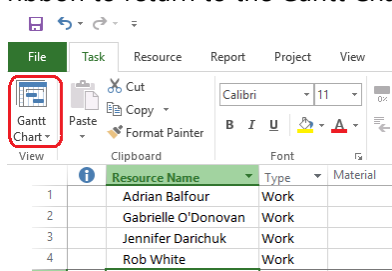 ribbon to return to the Gantt Cha
File Task Resource Report Project View
Cut
Calibri 11
Copy
Gantt Chart Paste
Format Painter
B I U A
View Clipboard Font
Resource Name Type Material
1 Adrian Balfour Work
2 Gabrielle O'Donovan Work
3 Jennifer Darichuk Work
4 Rob White Work